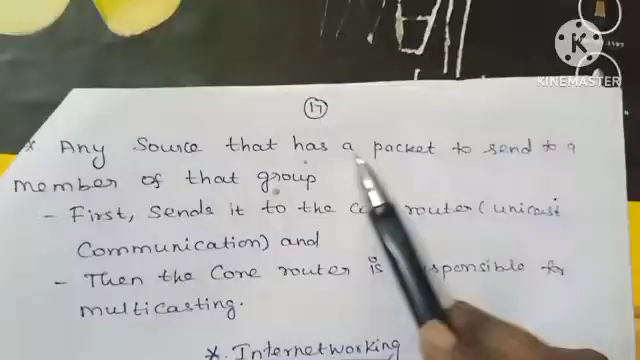 K
KINEMASTER
17
* Any Source that has a packet to send to a
member of that group
- First, Sends it to the router (unicast
Communication) and
- Then the Core router is responsible for
multicasting.
*. Internetworking